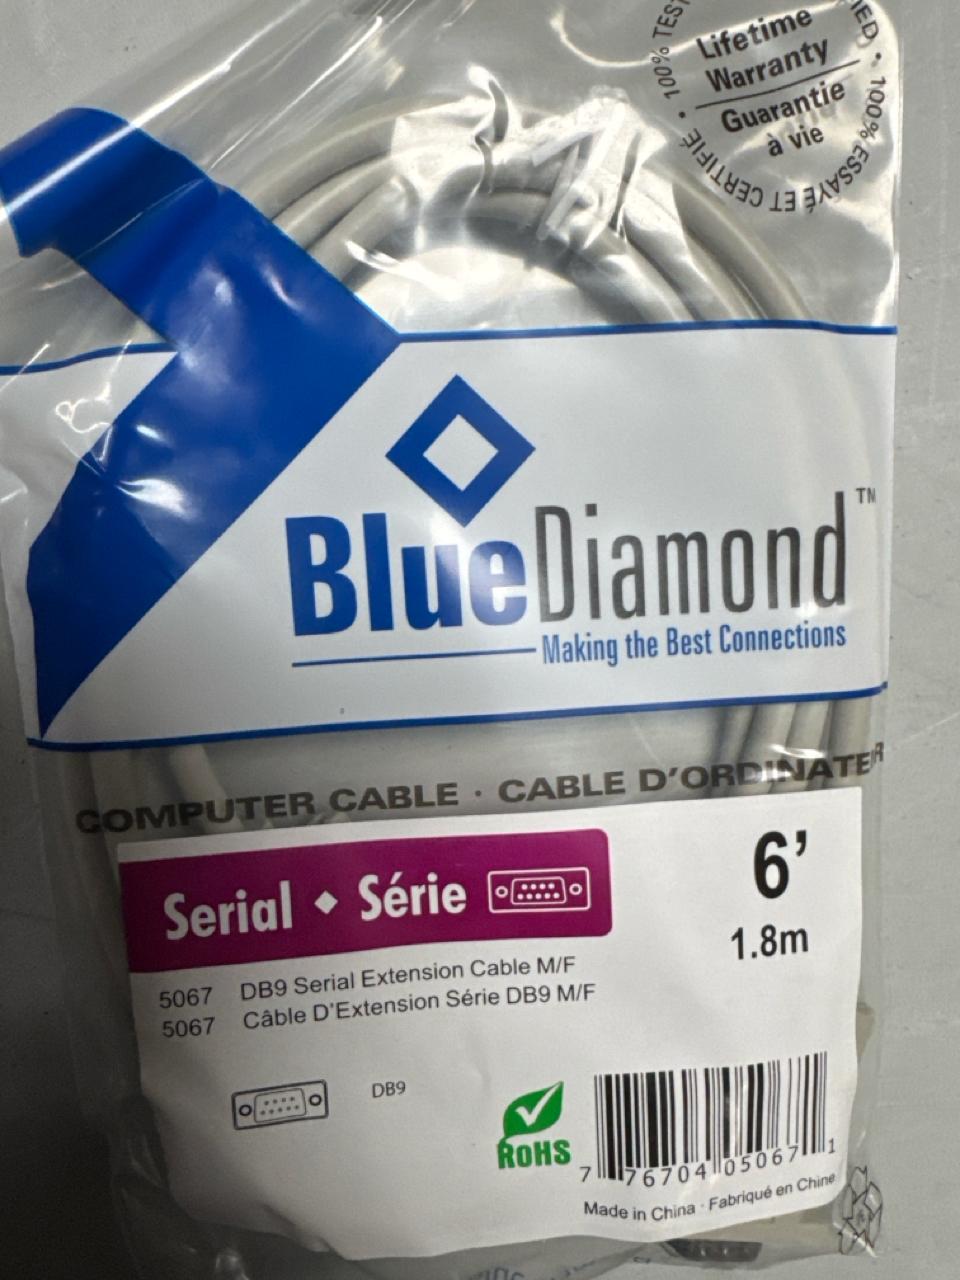 Lifetime
Warranty
Guarantie
à vie
100% TEST
IED • 100% ESSAYÉ ET CERTIFIÉ •
BlueDiamond™
Making the Best Connections
COMPUTER CABLE · CABLE D'ORDINATEUR
Serial ◆ Série
6'
1.8m
5067 DB9 Serial Extension Cable M/F
5067 Câble D'Extension Série DB9 M/F
DB9
RoHS
7 76704 05067 1
Made in China · Fabriqué en Chine